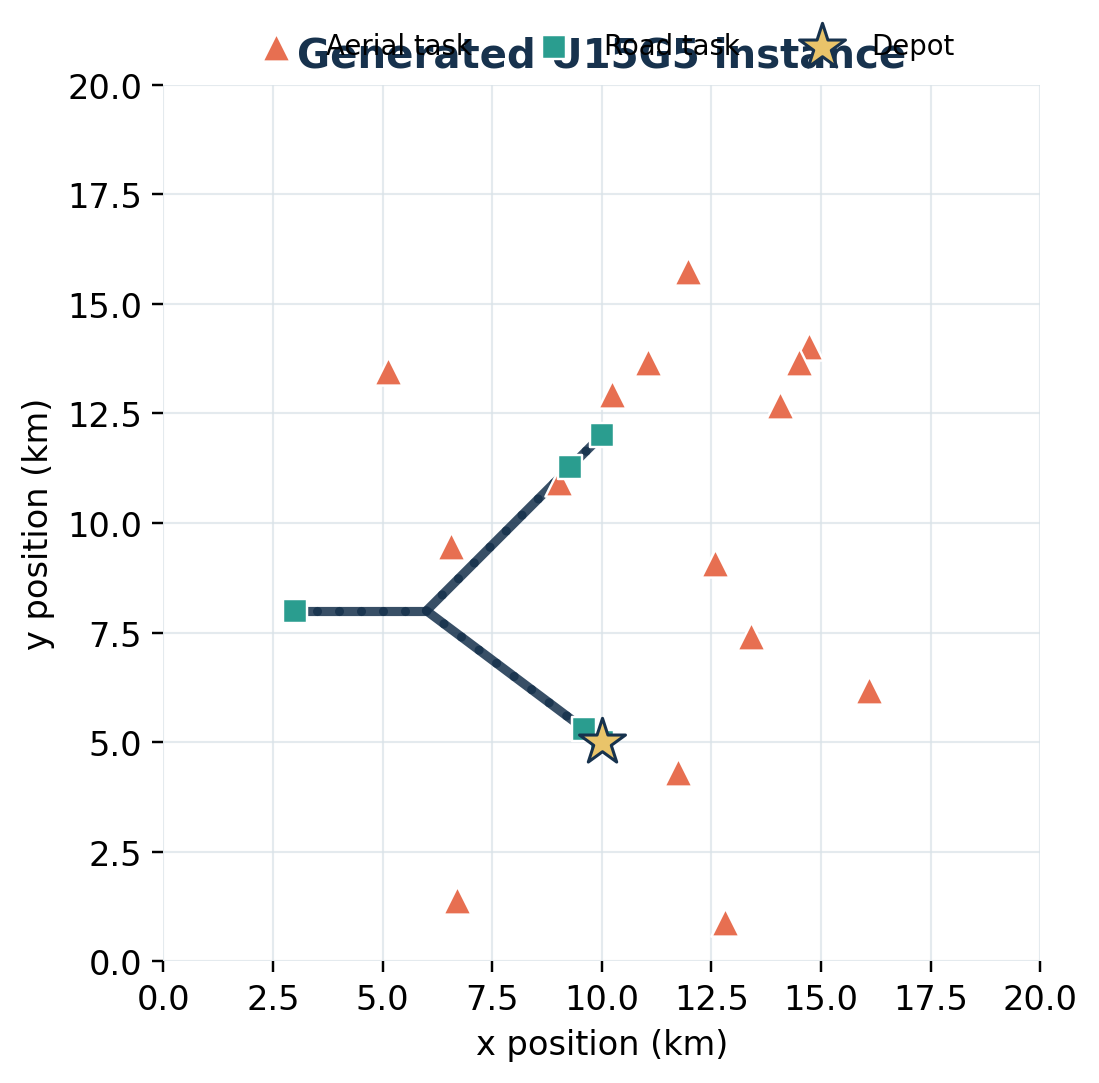 Aerial task Road task Depot
Generated U15G5 instance
20.0
17.5
15.0
12.5
10.0
7.5
5.0
2.5
0.0
0.0 2.5 5.0 7.5 10.0 12.5 15.0 17.5 20.0
x position (km)
y position (km)